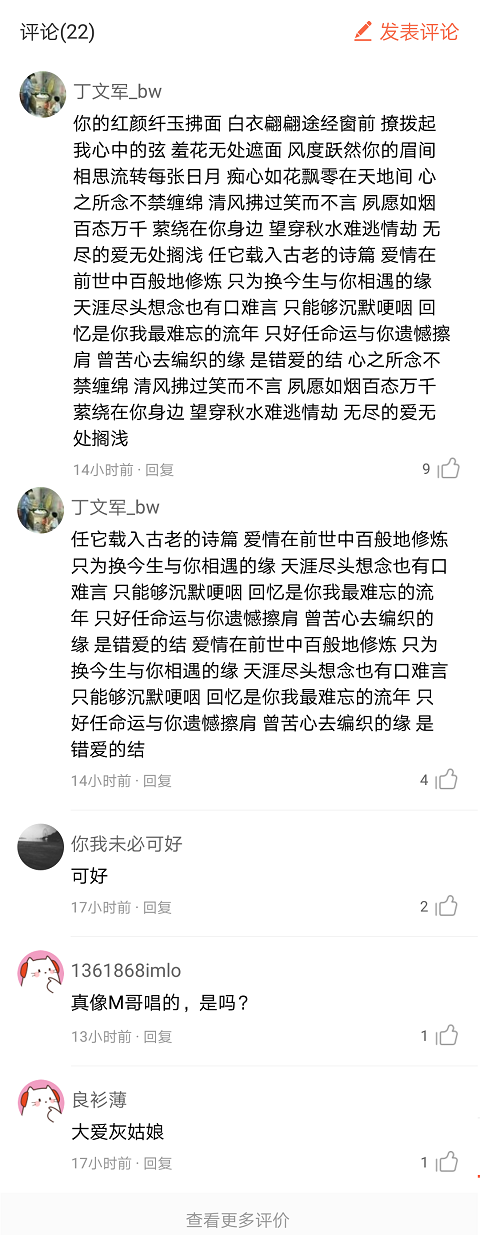 评论(22)
发表评论
丁文军_bw
你的红颜纤玉拂面 白衣翩翩途经窗前 撩拨起
我心中的弦 羞花无处遮面 风度跃然你的眉间
相思流转每张日月 痴心如花飘零在天地间 心
之所念不禁缠绵 清风拂过笑而不言 夙愿如烟
百态万千 萦绕在你身边 望穿秋水难逃情劫 无
尽的爱无处搁浅 任它载入古老的诗篇 爱情在
前世中百般地修炼 只为换今生与你相遇的缘
天涯尽头想念也有口难言 只能够沉默哽咽 回
忆是你我最难忘的流年 只好任命运与你遗憾擦
肩 曾苦心去编织的缘 是错爱的结 心之所念不
禁缠绵 清风拂过笑而不言 夙愿如烟百态万千
萦绕在你身边 望穿秋水难逃情劫 无尽的爱无
处搁浅
14小时前 · 回复
9
丁文军_bw
任它载入古老的诗篇 爱情在前世中百般地修炼
只为换今生与你相遇的缘 天涯尽头想念也有口
难言 只能够沉默哽咽 回忆是你我最难忘的流
年 只好任命运与你遗憾擦肩 曾苦心去编织的
缘 是错爱的结 爱情在前世中百般地修炼 只为
换今生与你相遇的缘 天涯尽头想念也有口难言
只能够沉默哽咽 回忆是你我最难忘的流年 只
好任命运与你遗憾擦肩 曾苦心去编织的缘 是
错爱的结
14小时前 · 回复
4
你我未必可好
可好
17小时前 · 回复
2
1361868imlo
真像M哥唱的，是吗？
13小时前 · 回复
1
良衫薄
大爱灰姑娘
17小时前 · 回复
1
查看更多评价